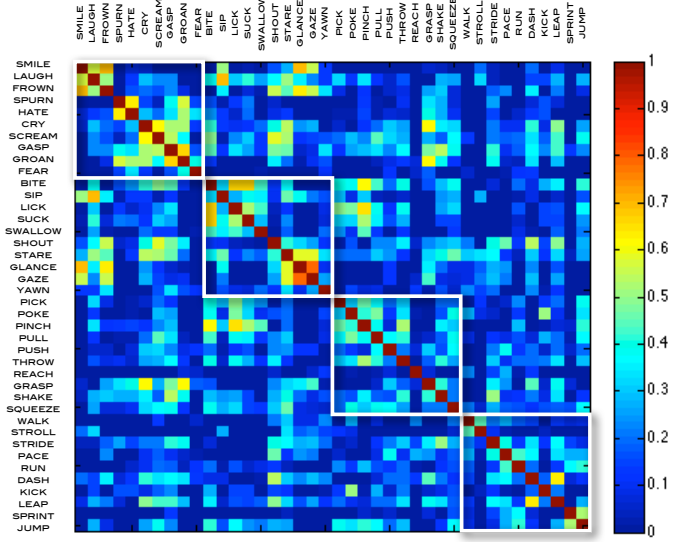 SMILE
LAUGH
FROWN
SPURN
HATE
CRY
SCREAM
GASP
GROAN
FEAR
BITE
SIP
LICK
SUCK
SWALLOW
SHOUT
STARE
GLANCE
GAZE
YAWN
PICK
POKE
PINCH
PULL
PUSH
THROW
REACH
GRASP
SHAKE
SQUEEZE
WALK
STROLL
STRIDE
PACE
RUN
DASH
KICK
LEAP
SPRINT
JUMP
SMILE
LAUGH
FROWN
SPURN
HATE
CRY
SCREAM
GASP
GROAN
FEAR
BITE
SIP
LICK
SUCK
SWALLOW
SHOUT
STARE
GLANCE
GAZE
YAWN
PICK
POKE
PINCH
PULL
PUSH
THROW
REACH
GRASP
SHAKE
SQUEEZE
WALK
STROLL
STRIDE
PACE
RUN
DASH
KICK
LEAP
SPRINT
JUMP
1
0.9
0.8
0.7
0.6
0.5
0.4
0.3
0.2
0.1
0